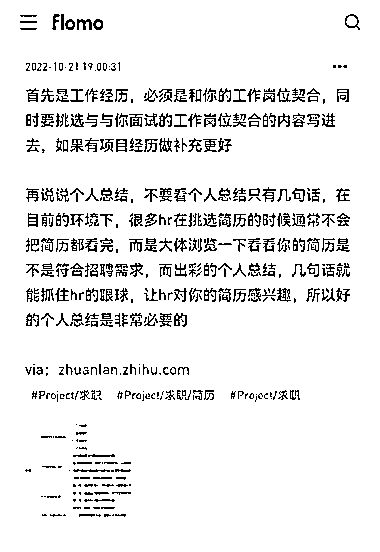 flomo
2022-10-21 19:00:31
首先是工作经历，必须是和你的工作岗位契合，同
时要挑选与与你面试的工作岗位契合的内容写进
去，如果有项目经历做补充更好
再说说个人总结，不要看个人总结只有几句话，在
目前的环境下，很多hr在挑选简历的时候通常不会
把简历都看完，而是大体浏览一下看看你的简历是
不是符合招聘需求，而出彩的个人总结，几句话就
能抓住hr的眼球，让hr对你的简历感兴趣，所以好
的个人总结是非常必要的
via：zhuanlan.zhihu.com
#Project/求职 #Project/求职/简历 #Project/求职